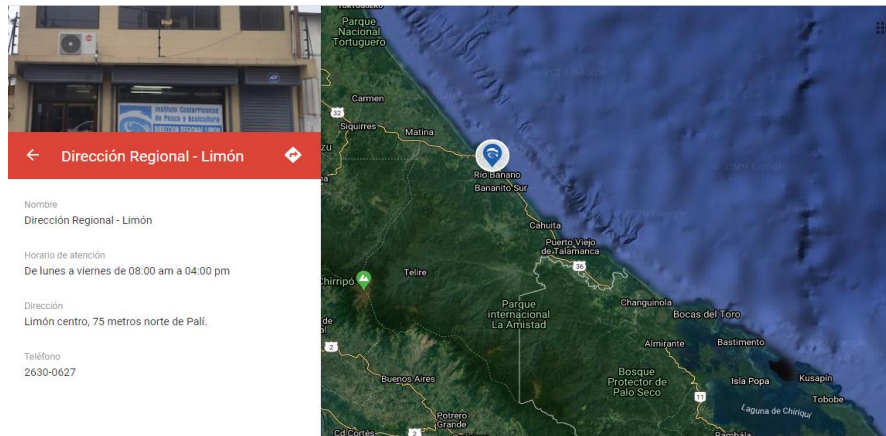 Instituto Costarricense
de Pesca y Acuicultura
DIRECCION REGIONAL LIMON
Dirección Regional - Limón
Nombre
Dirección Regional - Limón
Horario de atención
De lunes a viernes de 08:00 am a 04:00 pm
Dirección
Limón centro, 75 metros norte de Palí.
Teléfono
2630-0627
Parque
Nacional
Tortuguero
Carmen
32
Siquirres
Matina
Río Banano
Bananito Sur
Cahuita
Puerto Viejo
de Talamanca
36
Chirripó
Telire
Parque
internacional
La Amistad
Changuinola
Bocas del Toro
2
Almirante
Bastimento
Buenos Aires
Bosque
Protector de
Palo Seco
Isla Popa
Kusapín
11
Tobobe
Laguna de Chiriquí
Potrero
Grande
Cd Cortés
2